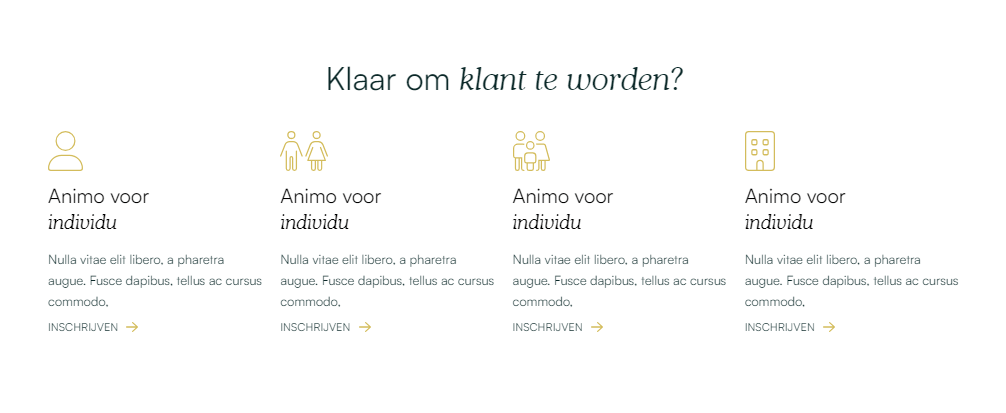 Klaar om klant te worden?
Animo voor
individu
Nulla vitae elit libero, a pharetra
augue. Fusce dapibus, tellus ac cursus
commodo,
INSCHRIJVEN
Animo voor
individu
Nulla vitae elit libero, a pharetra
augue. Fusce dapibus, tellus ac cursus
commodo,
INSCHRIJVEN
Animo voor
individu
Nulla vitae elit libero, a pharetra
augue. Fusce dapibus, tellus ac cursus
commodo,
INSCHRIJVEN
Animo voor
individu
Nulla vitae elit libero, a pharetra
augue. Fusce dapibus, tellus ac cursus
commodo,
INSCHRIJVEN